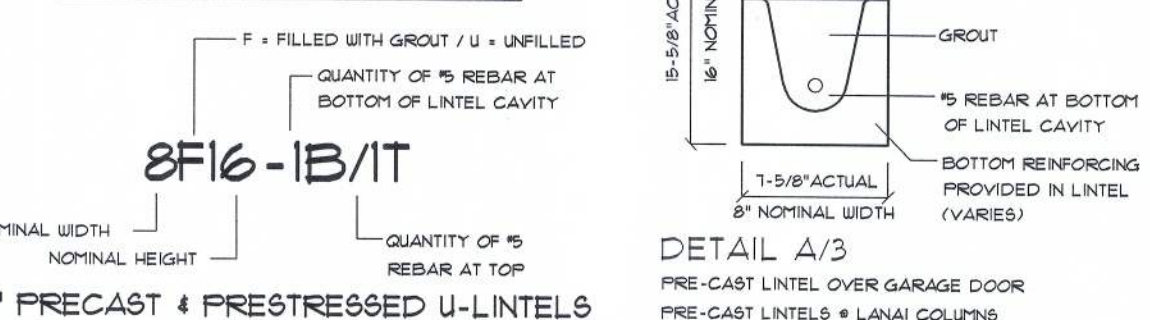 F = FILLED WITH GROUT / U = UNFILLED
QUANTITY OF #5 REBAR AT
BOTTOM OF LINTEL CAVITY
8F16-1B/1T
NOMINAL WIDTH
NOMINAL HEIGHT
QUANTITY OF #5
REBAR AT TOP
PRECAST & PRESTRESSED U-LINTELS
15-5/8"
16"
GROUT
#5 REBAR AT BOTTOM
OF LINTEL CAVITY
BOTTOM REINFORCING
PROVIDED IN LINTEL
(VARIES)
7-5/8" ACTUAL
8" NOMINAL WIDTH
DETAIL A/3
PRE-CAST LINTEL OVER GARAGE DOOR
PRE-CAST LINTELS @ LANAI COLUMNS